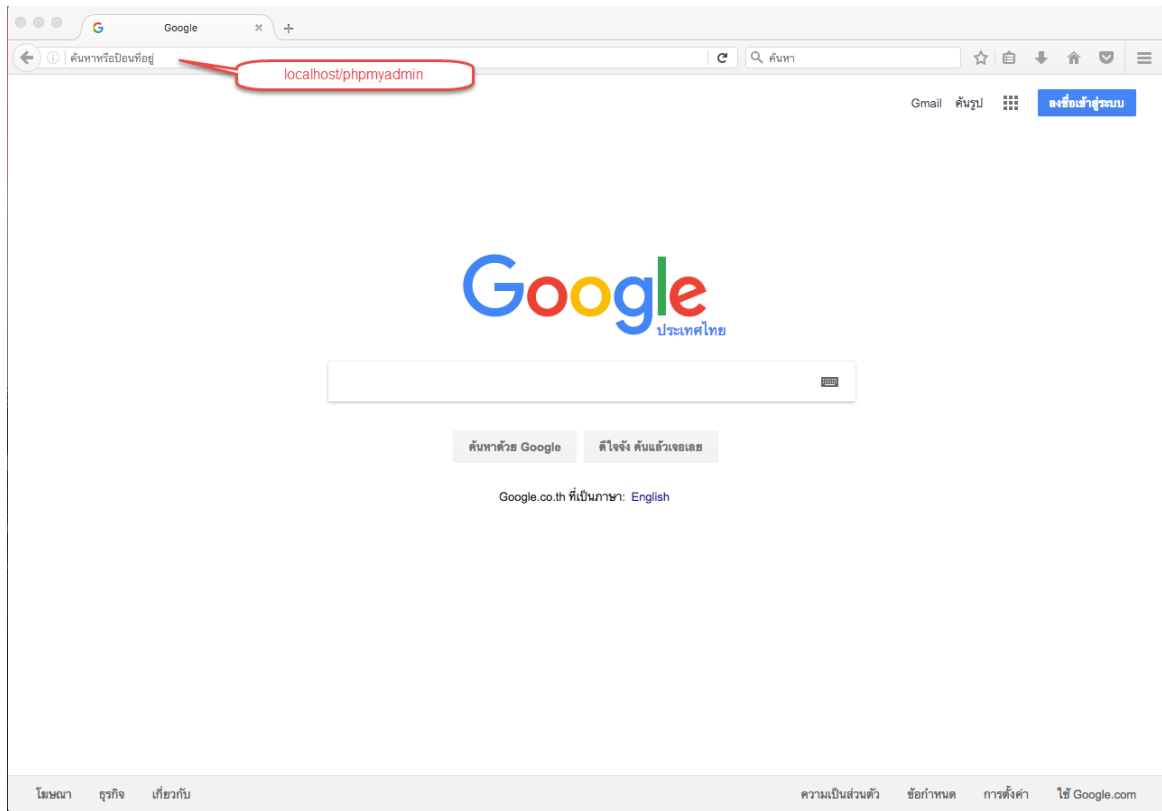 Google
ค้นหาหรือป้อนที่อยู่
ค้นหา
localhost/phpmyadmin
Gmail ค้นรูป ลงชื่อเข้าสู่ระบบ
Google
ประเทศไทย
ค้นหาด้วย Google ดีใจจัง ค้นแล้วเจอเลย
Google.co.th ที่เป็นภาษา: English
โฆษณา ธุรกิจ เกี่ยวกับ ความเป็นส่วนตัว ข้อกำหนด การตั้งค่า ใช้ Google.com